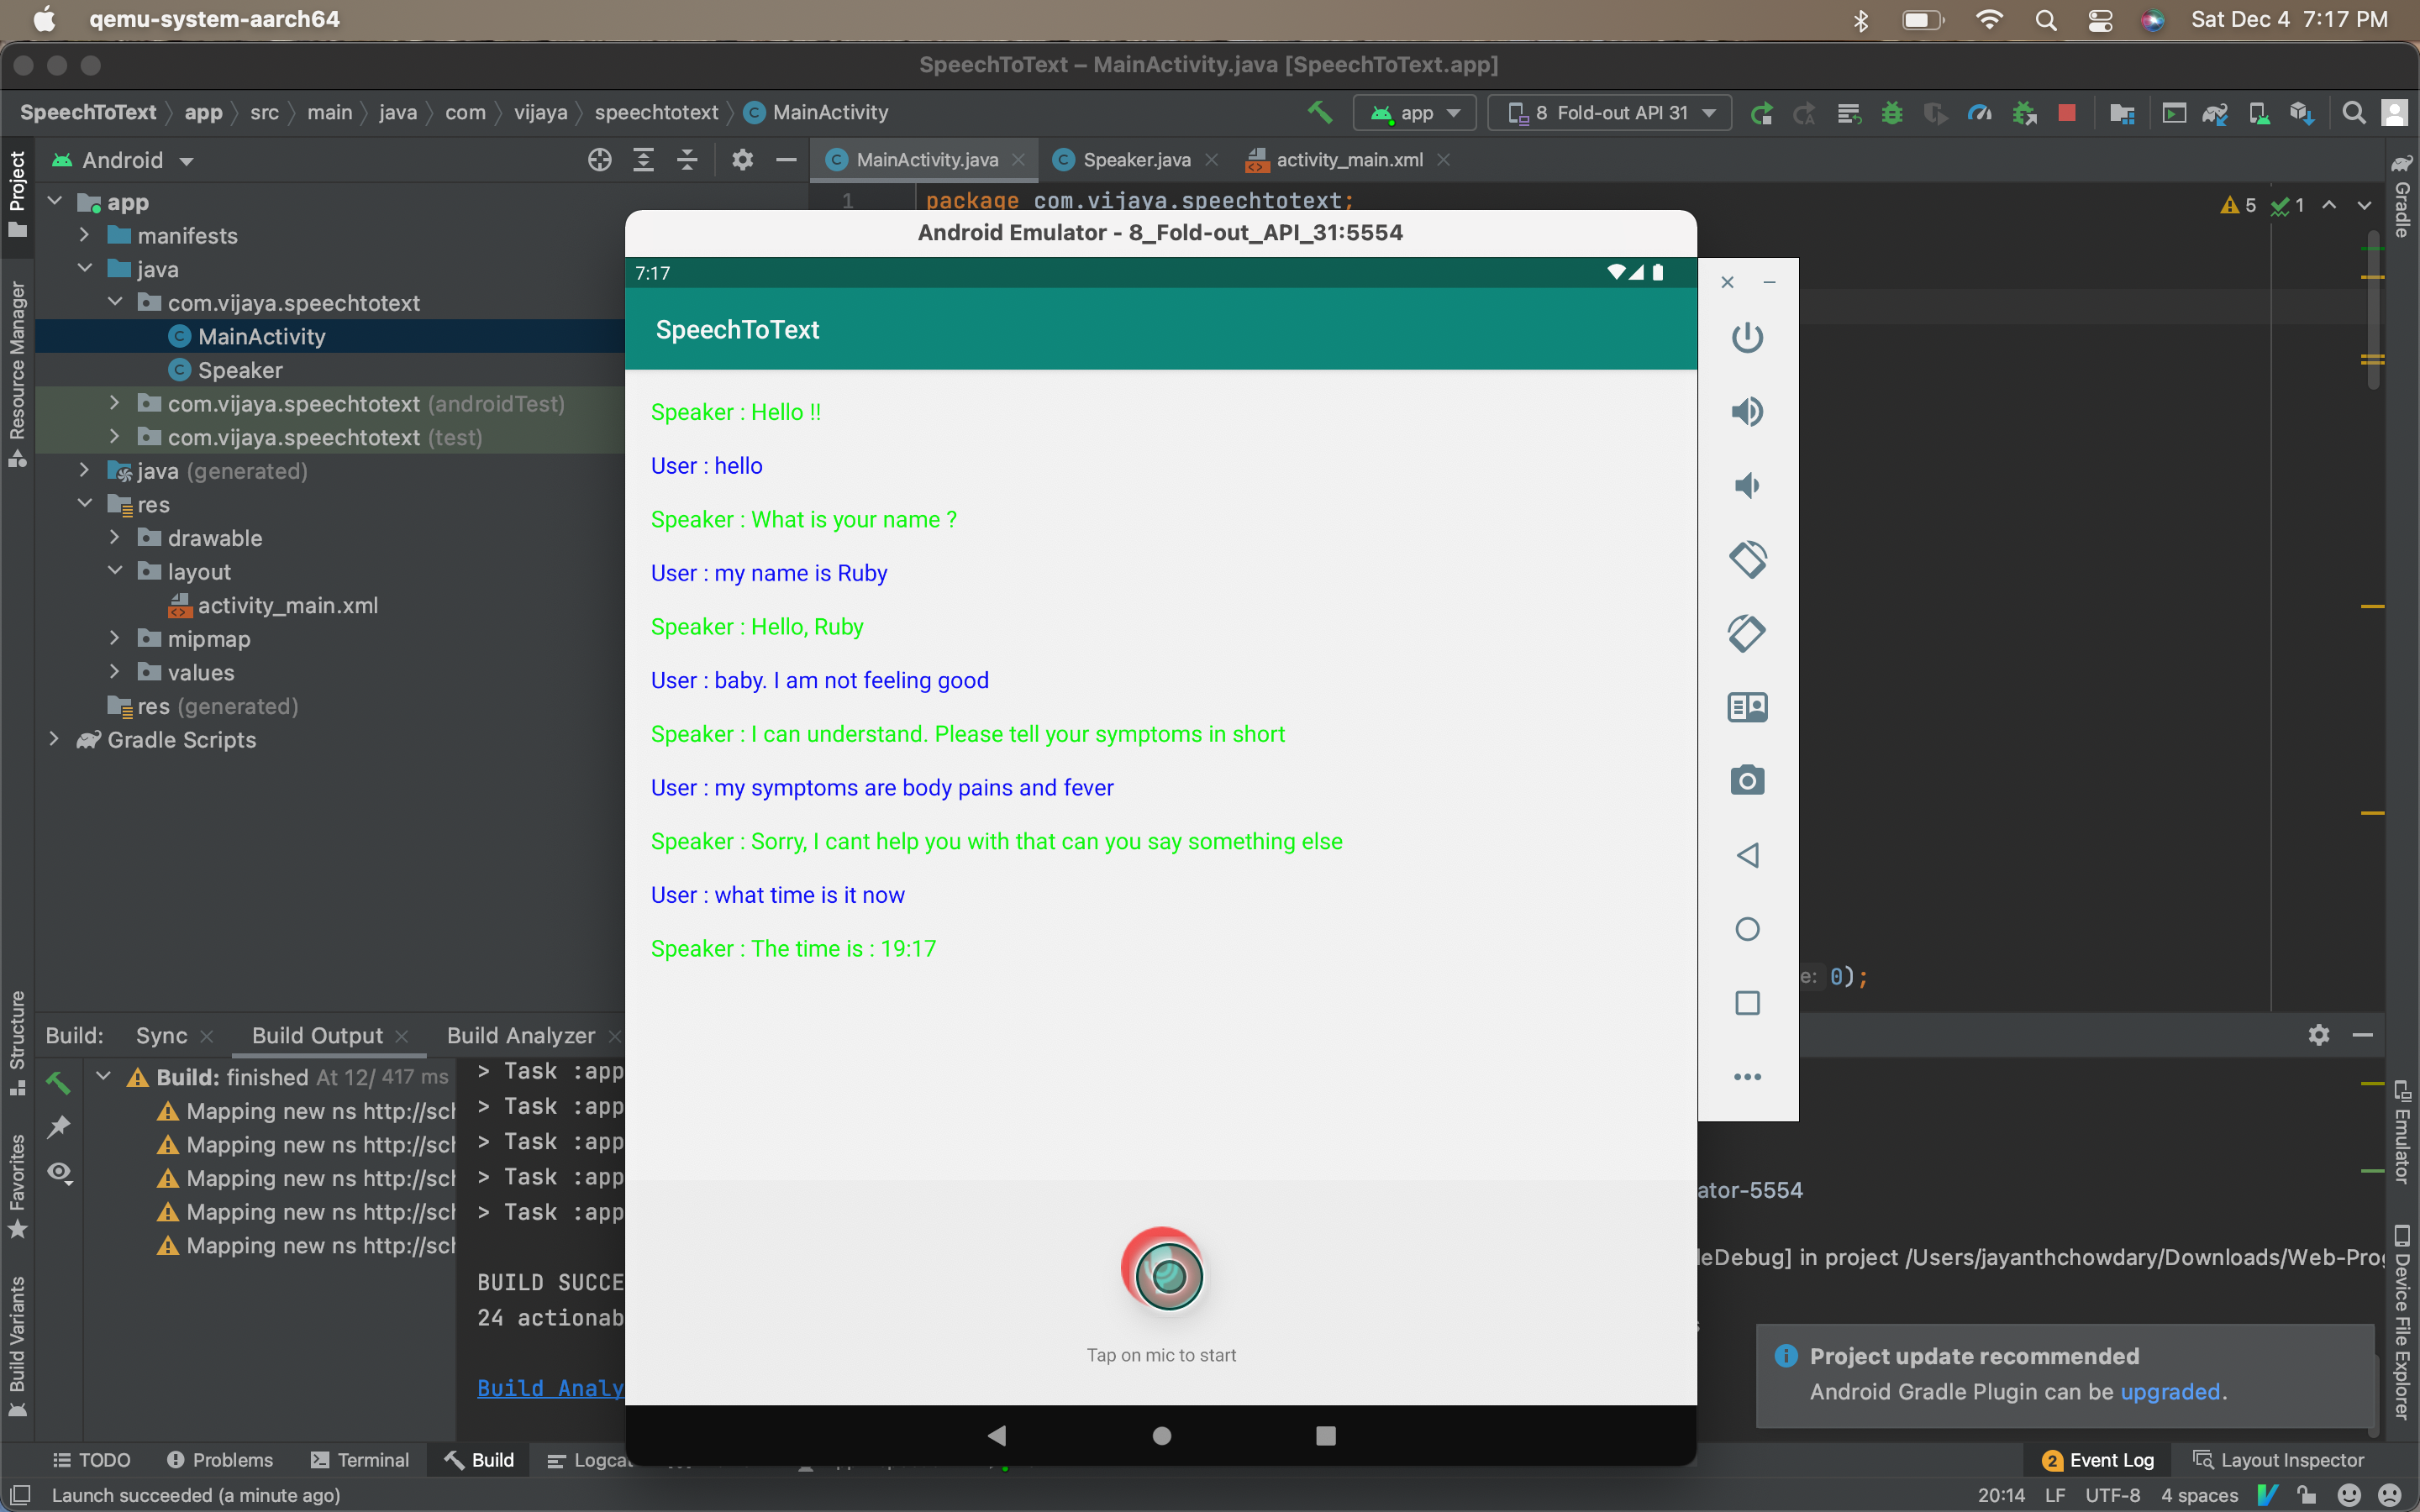 qemu-system-aarch64
Sat Dec 4 7:17 PM
SpeechToText – MainActivity.java [SpeechToText.app]
SpeechToText app src main java com vijaya speechtotext MainActivity
app
8 Fold-out API 31
Project
Resource Manager
Structure
Favorites
Build Variants
Android
app
manifests
java
com.vijaya.speechtotext
MainActivity
Speaker
com.vijaya.speechtotext (androidTest)
com.vijaya.speechtotext (test)
java (generated)
res
drawable
layout
activity_main.xml
mipmap
values
res (generated)
Gradle Scripts
MainActivity.java
Speaker.java
activity_main.xml
1 package com.vijaya.speechtotext;
5 1
Gradle
Android Emulator - 8_Fold-out_API_31:5554
7:17
SpeechToText
Speaker : Hello !!
User : hello
Speaker : What is your name ?
User : my name is Ruby
Speaker : Hello, Ruby
User : baby. I am not feeling good
Speaker : I can understand. Please tell your symptoms in short
User : my symptoms are body pains and fever
Speaker : Sorry, I cant help you with that can you say something else
User : what time is it now
Speaker : The time is : 19:17
Tap on mic to start
e: 0);
Build: Sync Build Output Build Analyzer
Build: finished At 12/ 417 ms
Mapping new ns http://sch
Mapping new ns http://sch
Mapping new ns http://sch
Mapping new ns http://sch
Mapping new ns http://sch
> Task :app
> Task :app
> Task :app
> Task :app
> Task :app
BUILD SUCCE
24 actionab
Build Analy
ator-5554
leDebug] in project /Users/jayanthchowdary/Downloads/Web-Prog
Emulator
Device File Explorer
Project update recommended
Android Gradle Plugin can be upgraded.
TODO Problems Terminal Build Logca
2 Event Log Layout Inspector
Launch succeeded (a minute ago)
20:14 LF UTF-8 4 spaces